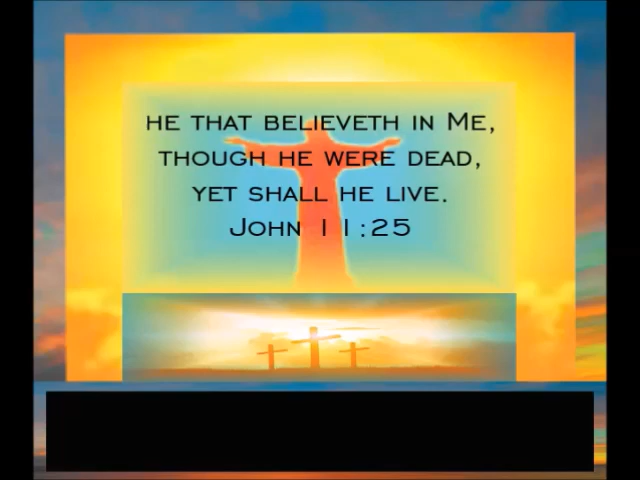 he that believeth in Me,
though he were dead,
yet shall he live.
John 11:25